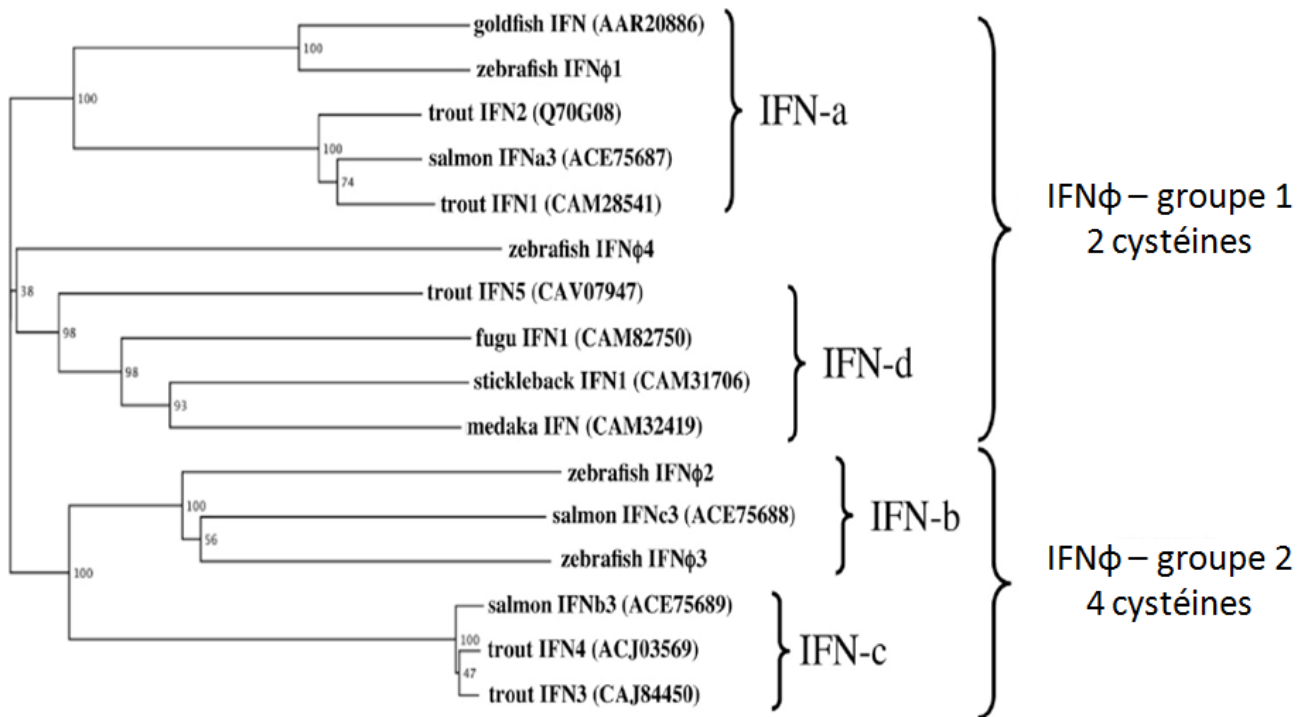 goldfish IFN (AAR20886)
100
zebrafish IFNϕ1
100
IFN-a
trout IFN2 (Q70G08)
100
salmon IFNa3 (ACE75687)
74
trout IFN1 (CAM28541)
IFNϕ – groupe 1
2 cystéines
zebrafish IFNϕ4
38
trout IFN5 (CAV07947)
98
fugu IFN1 (CAM82750)
IFN-d
98
stickleback IFN1 (CAM31706)
93
medaka IFN (CAM32419)
zebrafish IFNϕ2
100
salmon IFNc3 (ACE75688)
IFN-b
56
zebrafish IFNϕ3
IFNϕ – groupe 2
4 cystéines
100
salmon IFNb3 (ACE75689)
100
trout IFN4 (ACJ03569)
IFN-c
47
trout IFN3 (CAJ84450)